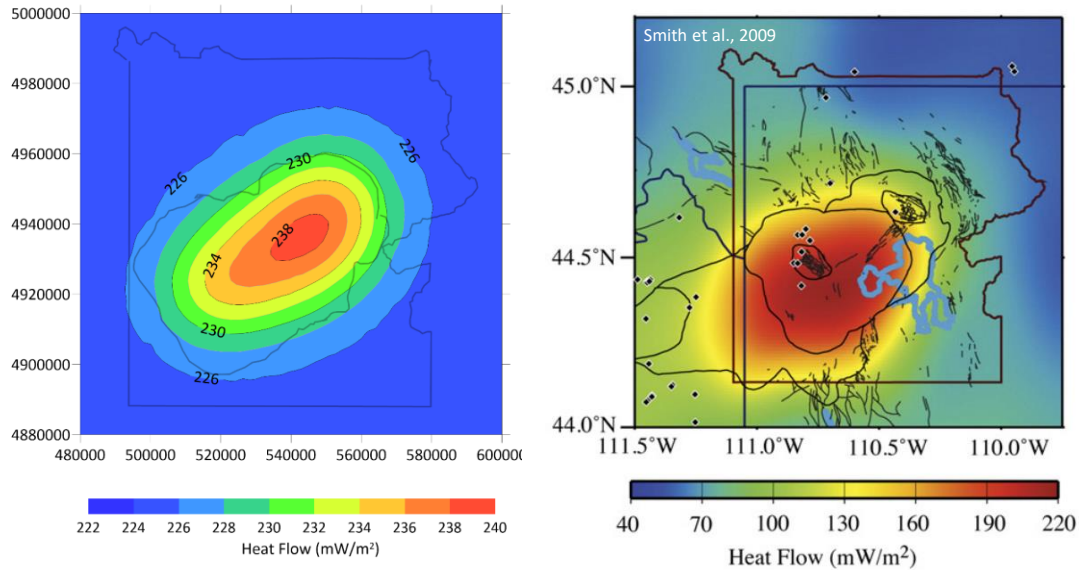 5000000
4980000
4960000
4940000
4920000
4900000
4880000
480000 500000 520000 540000 560000 580000 60000
226
230
226
238
234
230
226
222 224 226 228 230 232 234 236 238 240
Heat Flow (mW/m²)
Smith et al., 2009
45.0°N
44.5°N
44.0°N
111.5°W 111.0°W 110.5°W 110.0°W
40 70 100 130 160 190 220
Heat Flow (mW/m²)